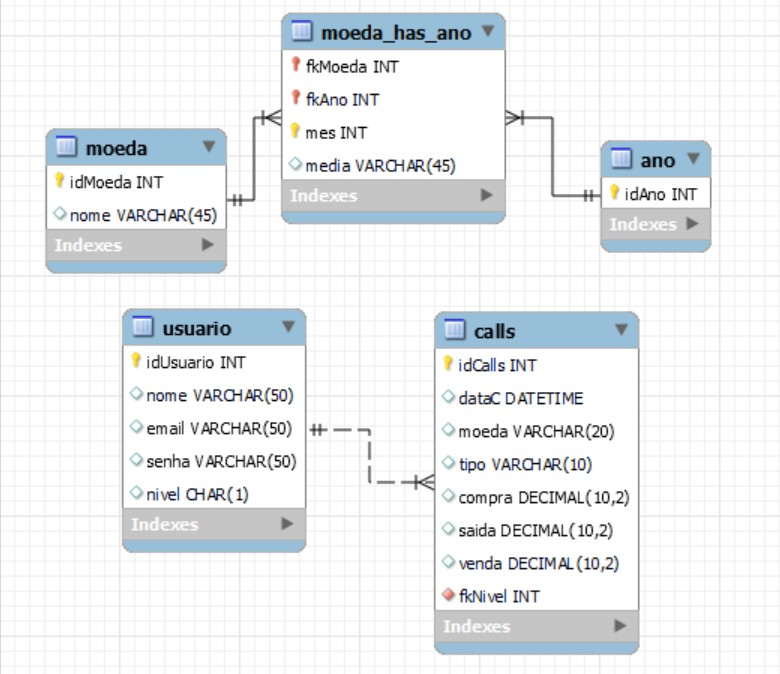 moeda_has_ano
fkMoeda INT
fkAno INT
mes INT
media VARCHAR(45)
Indexes
moeda
idMoeda INT
nome VARCHAR(45)
Indexes
ano
idAno INT
Indexes
usuario
idUsuario INT
nome VARCHAR(50)
email VARCHAR(50)
senha VARCHAR(50)
nivel CHAR(1)
Indexes
calls
idCalls INT
dataC DATETIME
moeda VARCHAR(20)
tipo VARCHAR(10)
compra DECIMAL(10,2)
saida DECIMAL(10,2)
venda DECIMAL(10,2)
fkNivel INT
Indexes